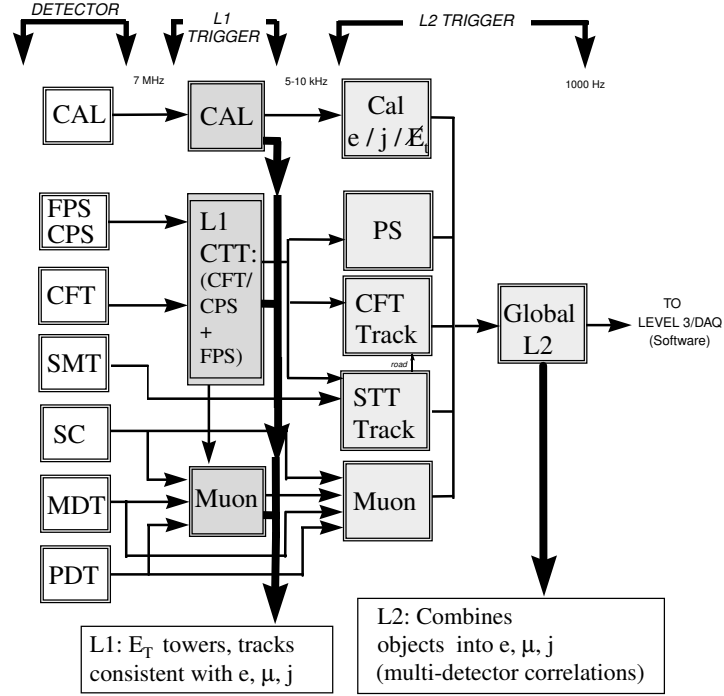 DETECTOR
L1
TRIGGER
L2 TRIGGER
7 MHz
5-10 kHz
1000 Hz
CAL
CAL
Cal
e / j / E̸t
FPS
CPS
L1
CTT:
(CFT/
CPS
+
FPS)
PS
CFT
CFT
Track
Global
L2
TO
LEVEL 3/DAQ
(Software)
road
SMT
STT
Track
SC
MDT
Muon
Muon
PDT
L1: ET towers, tracks
consistent with e, μ, j
L2: Combines
objects into e, μ, j
(multi-detector correlations)